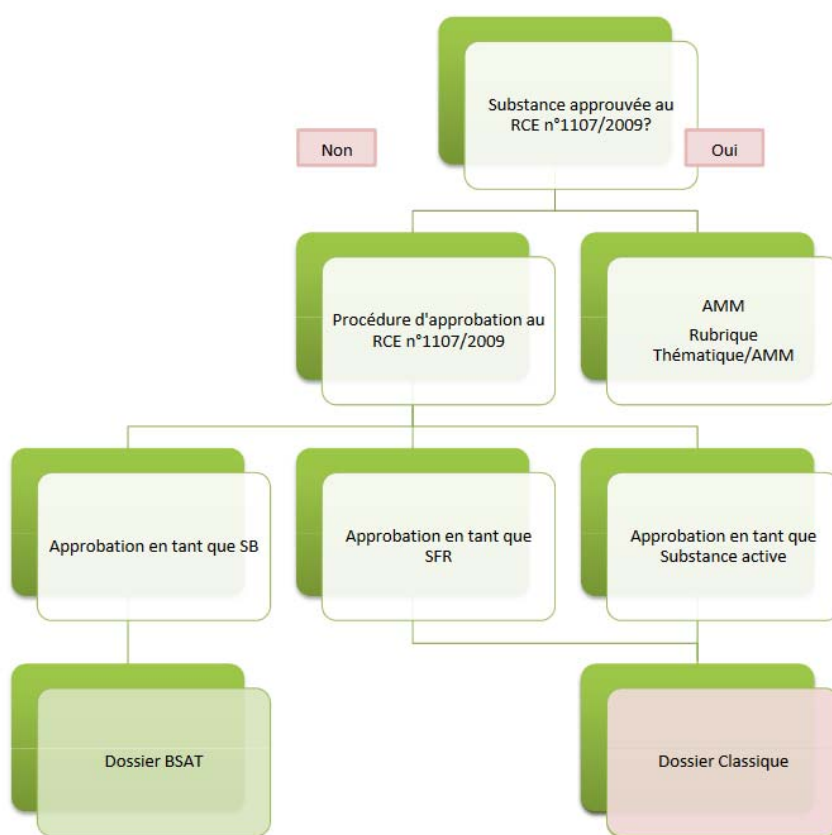 Substance approuvée au
RCE n°1107/2009?
Non
Oui
Procédure d'approbation au
RCE n°1107/2009
AMM
Rubrique
Thématique/AMM
Approbation en tant que SB
Approbation en tant que
SFR
Approbation en tant que
Substance active
Dossier BSAT
Dossier Classique